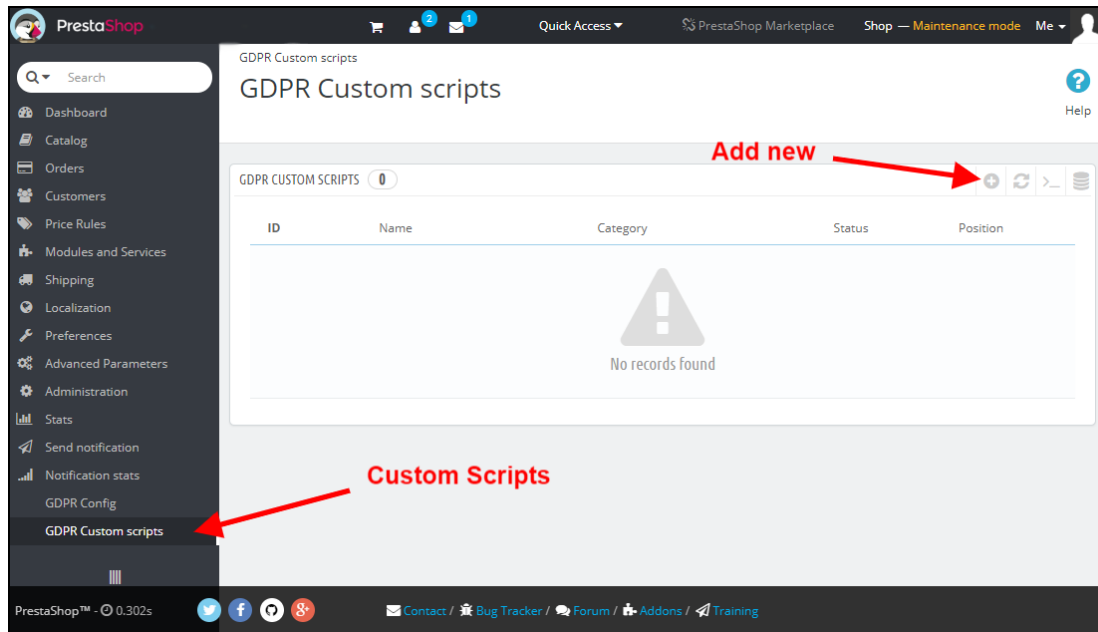 PrestaShop 2 1 Quick Access PrestaShop Marketplace Shop — Maintenance mode Me
Search
Dashboard
Catalog
Orders
Customers
Price Rules
Modules and Services
Shipping
Localization
Preferences
Advanced Parameters
Administration
Stats
Send notification
Notification stats
GDPR Config
GDPR Custom scripts
GDPR Custom scripts
GDPR Custom scripts
Help
Add new
GDPR CUSTOM SCRIPTS 0
ID Name Category Status Position
No records found
Custom Scripts
PrestaShop™ - 0.302s Contact / Bug Tracker / Forum / Addons / Training